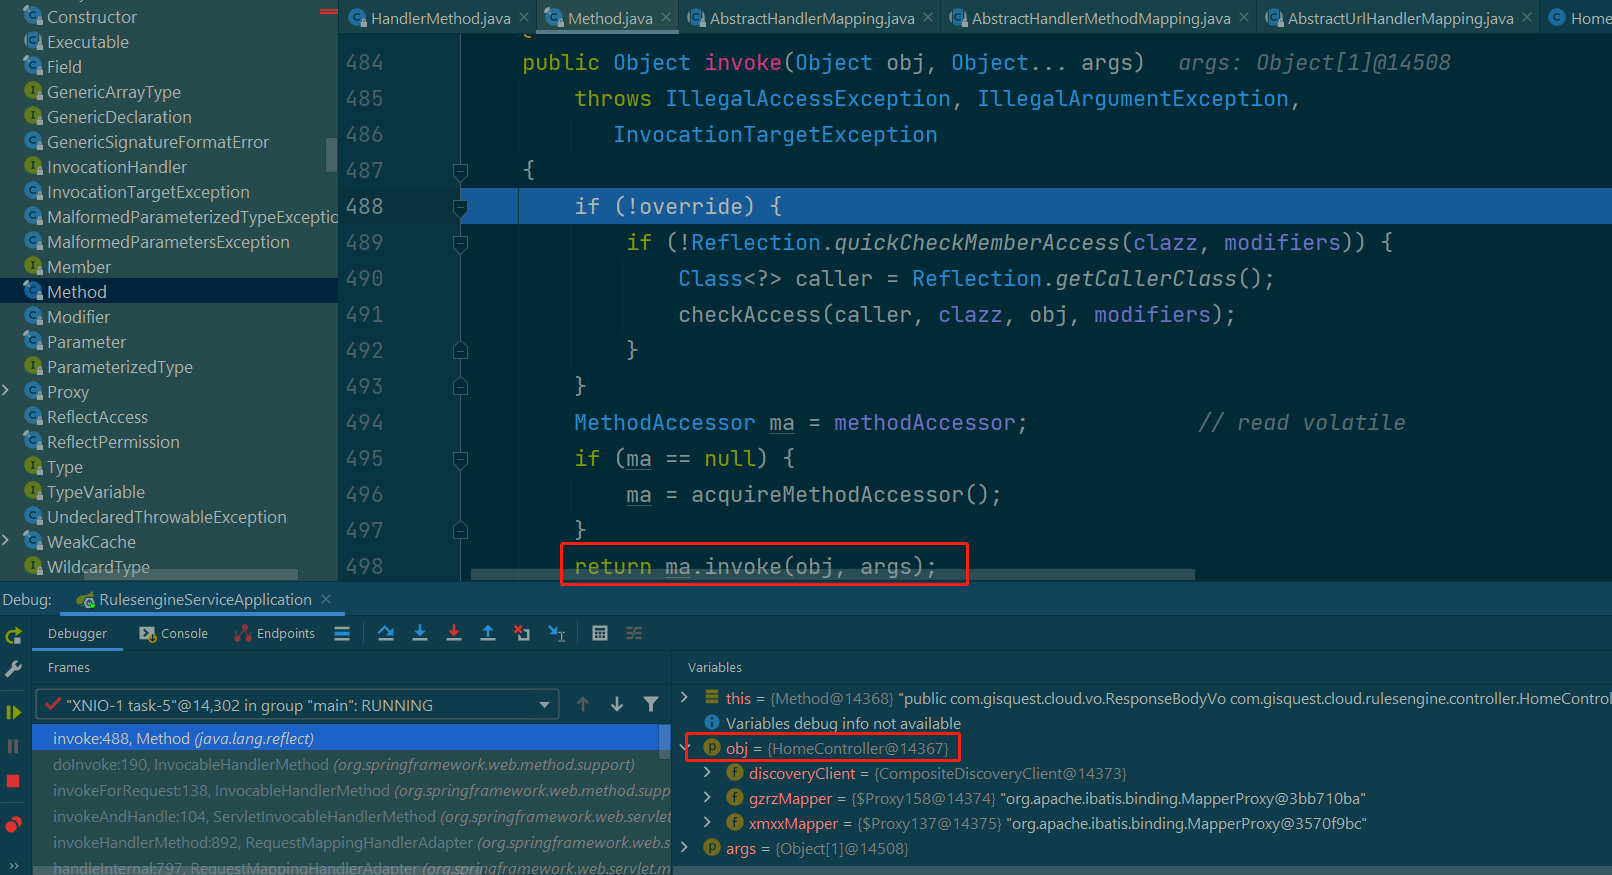 Constructor
Executable
Field
GenericArrayType
GenericDeclaration
GenericSignatureFormatError
InvocationHandler
InvocationTargetException
MalformedParameterizedTypeExceptio
MalformedParametersException
Member
Method
Modifier
Parameter
ParameterizedType
Proxy
ReflectAccess
ReflectPermission
Type
TypeVariable
UndeclaredThrowableException
WeakCache
WildcardType
HandlerMethod.java Method.java AbstractHandlerMapping.java AbstractHandlerMethodMapping.java AbstractUrlHandlerMapping.java Home
484 public Object invoke(Object obj, Object... args) args: Object[1]@14508
485 throws IllegalAccessException, IllegalArgumentException,
486 InvocationTargetException
487 {
488 if (!override) {
489 if (!Reflection.quickCheckMemberAccess(clazz, modifiers)) {
490 Class<?> caller = Reflection.getCallerClass();
491 checkAccess(caller, clazz, obj, modifiers);
492 }
493 }
494 MethodAccessor ma = methodAccessor; // read volatile
495 if (ma == null) {
496 ma = acquireMethodAccessor();
497 }
498 return ma.invoke(obj, args);
Debug: RulesengineServiceApplication
Debugger Console Endpoints
Frames
"XNIO-1 task-5"@14,302 in group "main": RUNNING
invoke:488, Method (java.lang.reflect)
doInvoke:190, InvocableHandlerMethod (org.springframework.web.method.support)
invokeForRequest:138, InvocableHandlerMethod (org.springframework.web.method.supp
invokeAndHandle:104, ServletInvocableHandlerMethod (org.springframework.web.servlet
invokeHandlerMethod:892, RequestMappingHandlerAdapter (org.springframework.web.s
handleInternal:797, RequestMappingHandlerAdapter (org.springframework.web.servlet.m
Variables
this = {Method@14368} "public com.gisquest.cloud.vo.ResponseBodyVo com.gisquest.cloud.rulesengine.controller.HomeControl
Variables debug info not available
obj = {HomeController@14367}
discoveryClient = {CompositeDiscoveryClient@14373}
gzrzMapper = {$Proxy158@14374} "org.apache.ibatis.binding.MapperProxy@3bb710ba"
xmxxMapper = {$Proxy137@14375} "org.apache.ibatis.binding.MapperProxy@3570f9bc"
args = {Object[1]@14508}